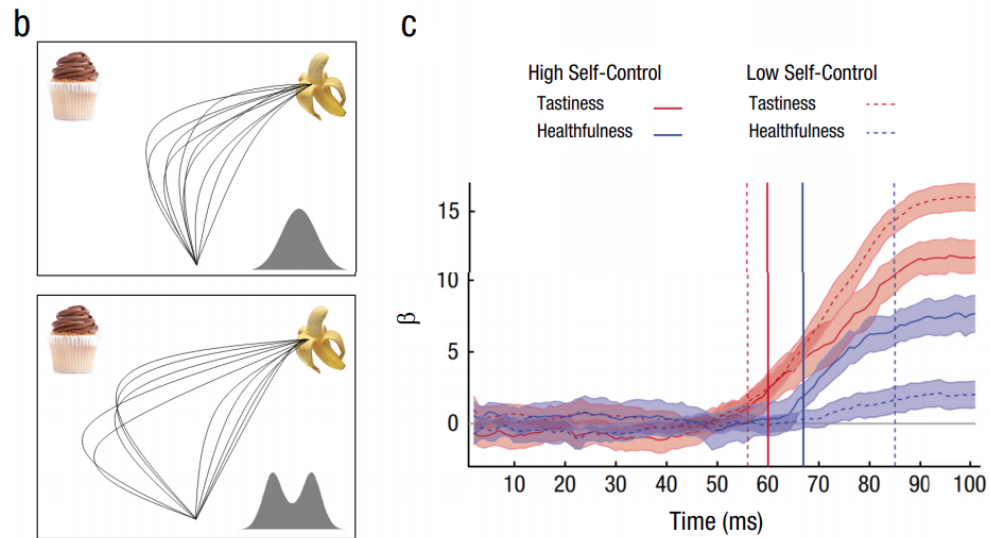 b
c
High Self-Control
Low Self-Control
Tastiness
Tastiness
Healthfulness
Healthfulness
15
10
5
0
β
10 20 30 40 50 60 70 80 90 100
Time (ms)